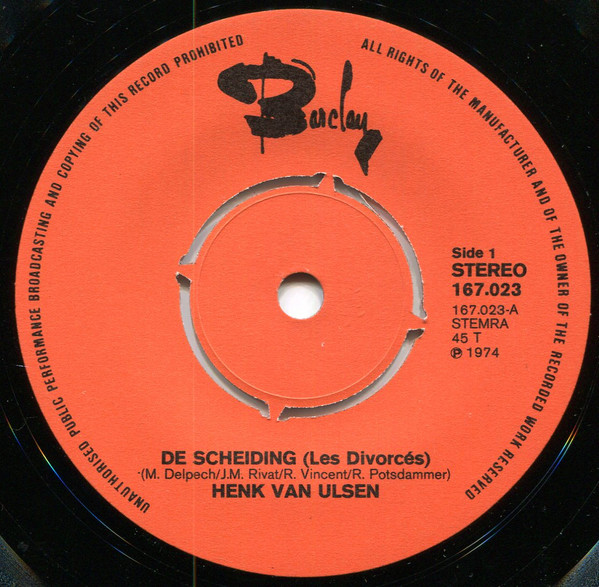 UNAUTHORISED PUBLIC PERFORMANCE BROADCASTING AND COPYING OF THIS RECORD PROHIBITED
ALL RIGHTS OF THE MANUFACTURER AND OF THE OWNER OF THE RECORDED WORK RESERVED
Barclay
Side 1
STEREO
167.023
167.023-A
STEMRA
45 T
℗ 1974
DE SCHEIDING (Les Divorcés)
(M. Delpech/J.M. Rivat/R. Vincent/R. Potsdammer)
HENK VAN ULSEN